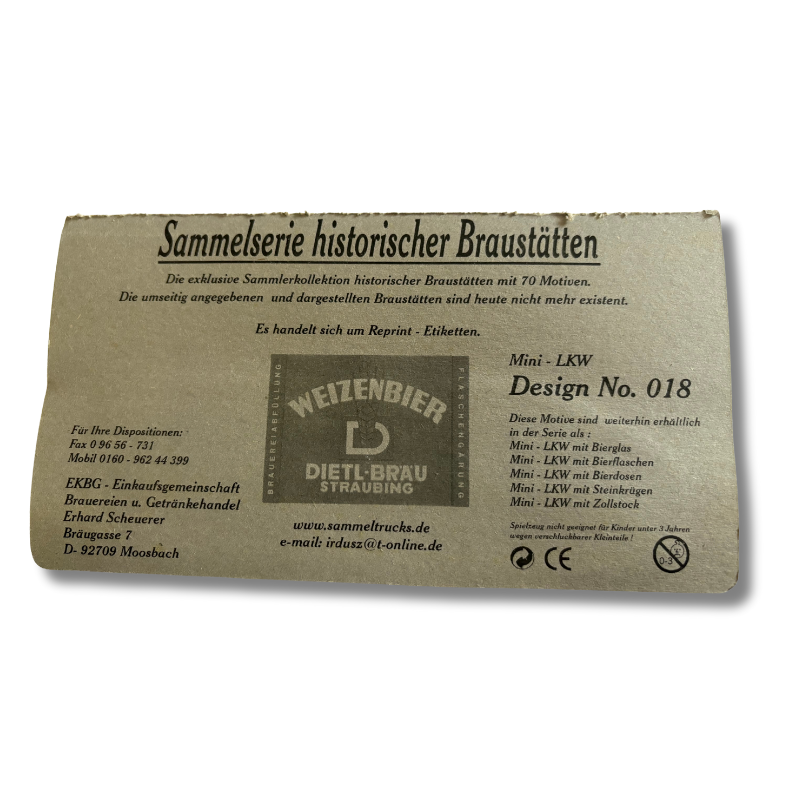 Sammelserie historischer Braustätten
Die exklusive Sammlerkollektion historischer Braustätten mit 70 Motiven.
Die umseitig angegebenen und dargestellten Braustätten sind heute nicht mehr existent.
Es handelt sich um Reprint - Etiketten.
BRAUEREIABFÜLLUNG
WEIZENBIER
D
DIETL-BRÄU
STRAUBING
FLASCHENGÄRUNG
Mini - LKW
Design No. 018
Diese Motive sind weiterhin erhältlich
in der Serie als :
Mini - LKW mit Bierglas
Mini - LKW mit Bierflaschen
Mini - LKW mit Bierdosen
Mini - LKW mit Steinkrügen
Mini - LKW mit Zollstock
Für Ihre Dispositionen:
Fax 0 96 56 - 731
Mobil 0160 - 962 44 399
EKBG - Einkaufsgemeinschaft
Brauereien u. Getränkehandel
Erhard Scheuerer
Bräugasse 7
D- 92709 Moosbach
www.sammeltrucks.de
e-mail: irdusz@t-online.de
Spielzeug nicht geeignet für Kinder unter 3 Jahren
wegen verschluckbarer Kleinteile !
CE
0-3